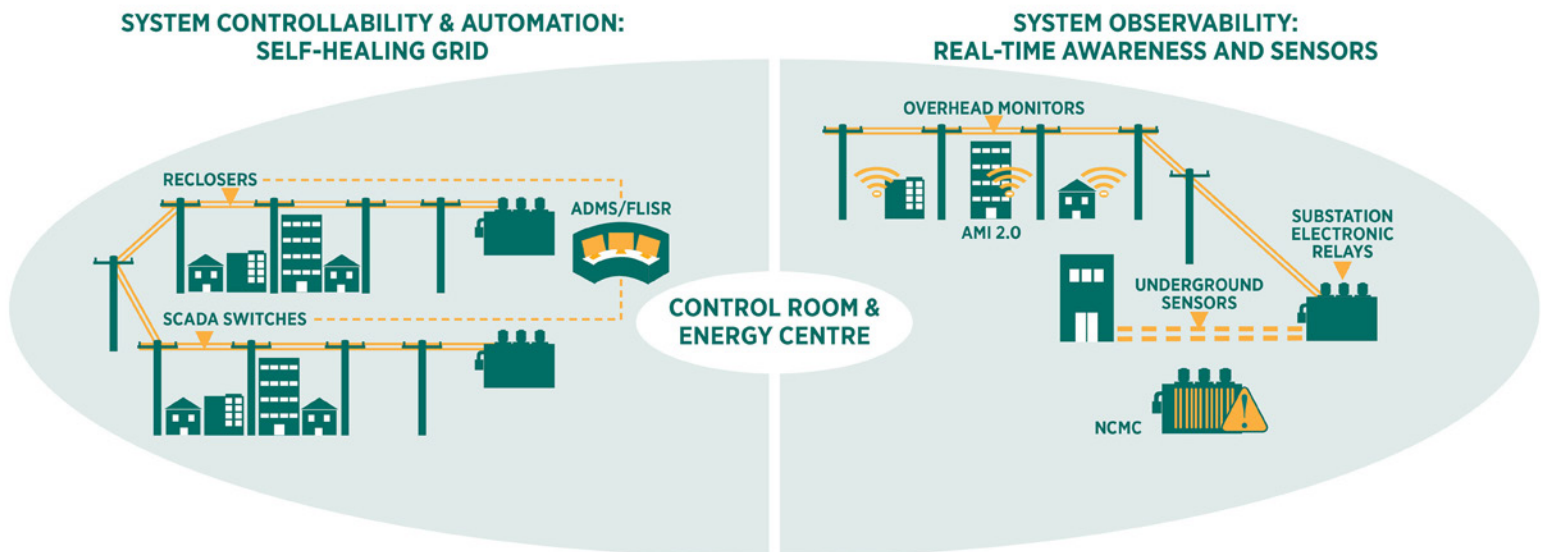 SYSTEM CONTROLLABILITY & AUTOMATION:
SELF-HEALING GRID
RECLOSERS
ADMS/FLISR
SCADA SWITCHES
CONTROL ROOM &
ENERGY CENTRE
SYSTEM OBSERVABILITY:
REAL-TIME AWARENESS AND SENSORS
OVERHEAD MONITORS
AMI 2.0
SUBSTATION
ELECTRONIC
RELAYS
UNDERGROUND
SENSORS
NCMC